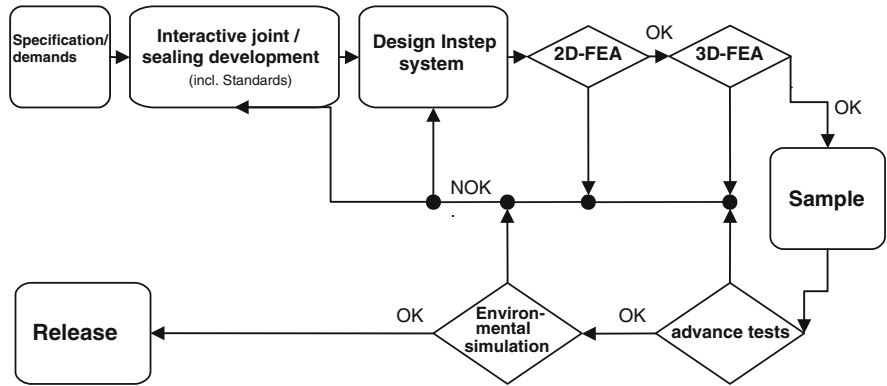 Specification/
demands
Interactive joint /
sealing development
(incl. Standards)
Design Instep
system
2D-FEA
OK
3D-FEA
OK
NOK
Sample
Release
OK
Environ-
mental
simulation
OK
advance tests